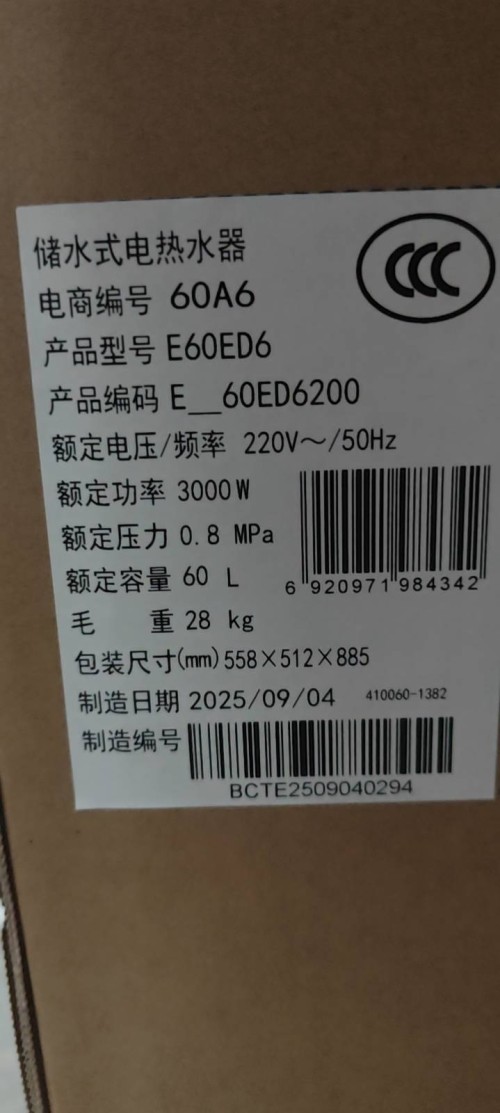 储水式电热水器
CCC
电商编号 60A6
产品型号 E60ED6
产品编码 E__60ED6200
额定电压/频率 220V～/50Hz
额定功率 3000W
额定压力 0.8 MPa
额定容量 60 L
6 920971 984342
毛 重 28 kg
包装尺寸(mm) 558×512×885
制造日期 2025/09/04 410060-1382
制造编号
BCTE2509040294